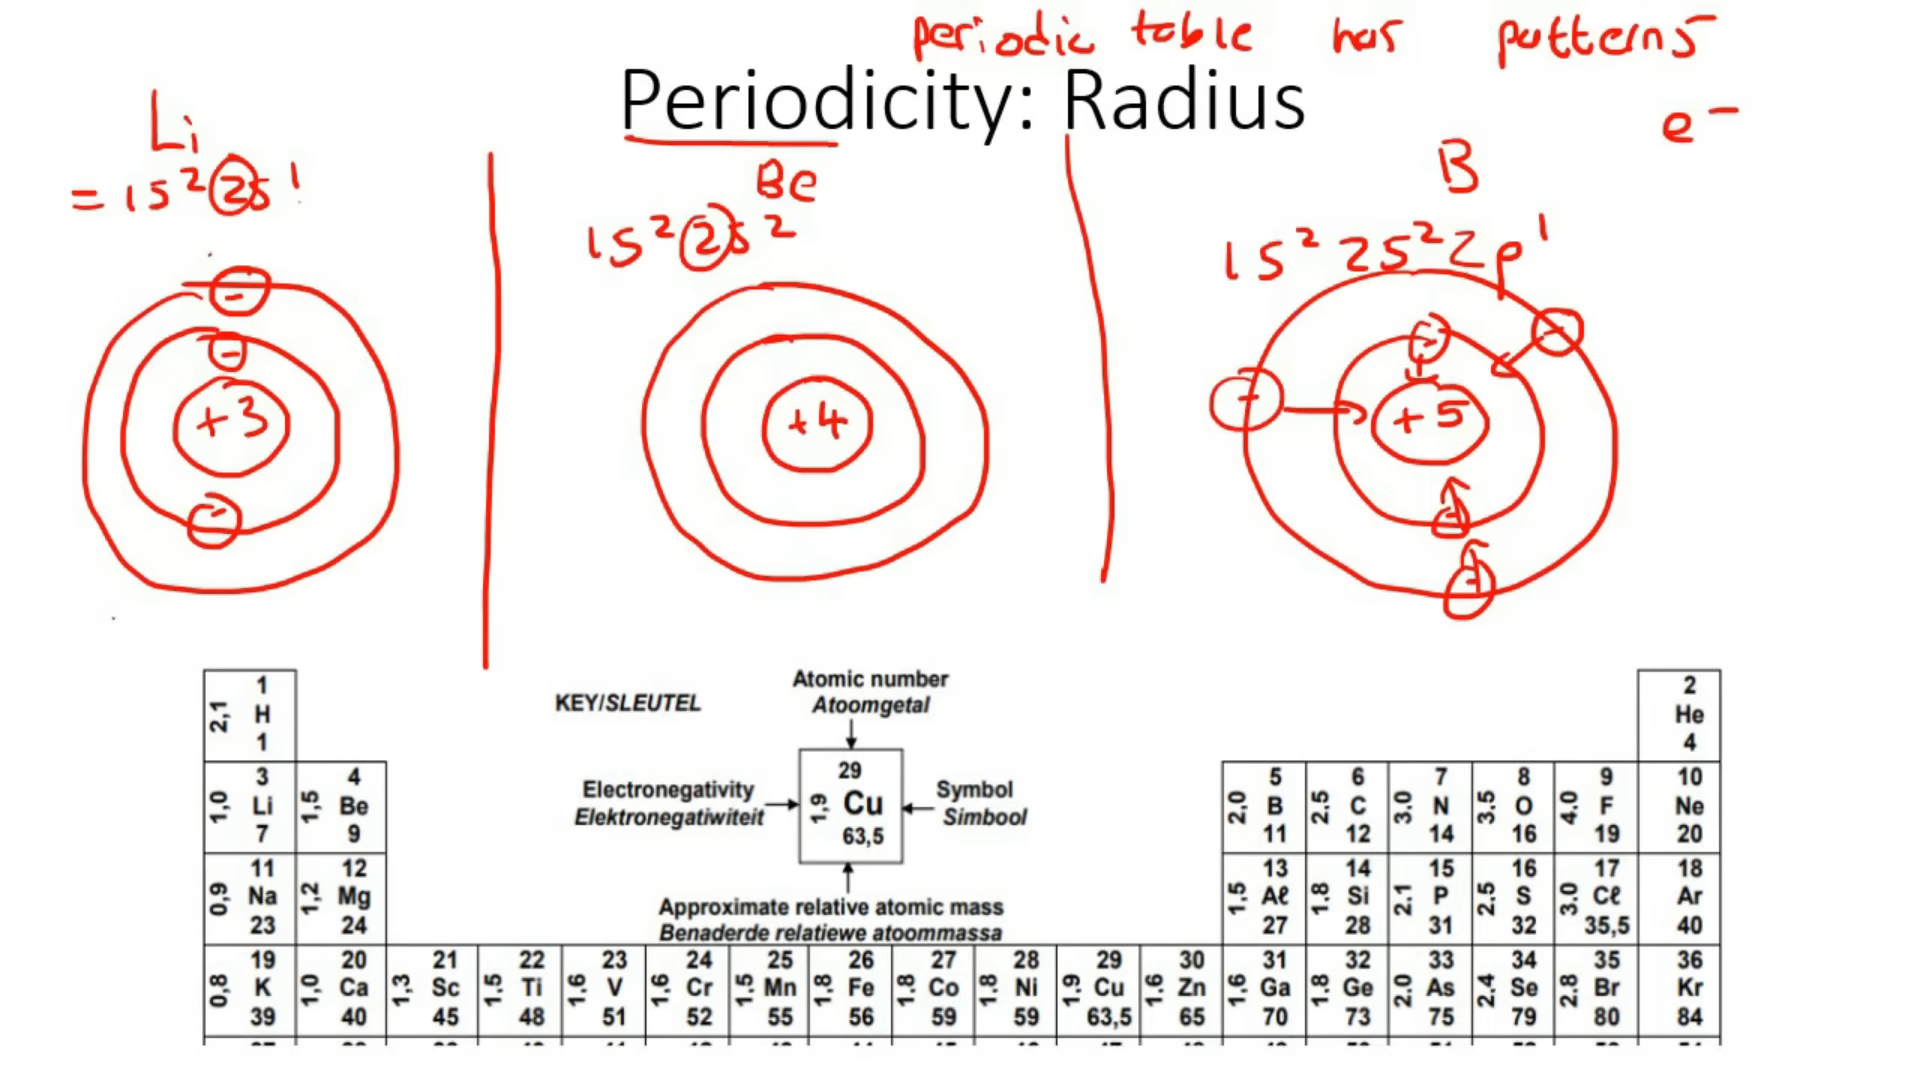 periodic table has patterns
Periodicity: Radius
e⁻
Li
= 1s² 2s¹
Be
1s² 2s²
B
1s² 2s² 2p¹
-
-
+3
-
+4
-
-
-
+5
-
-
KEY/SLEUTEL
Atomic number
Atoomgetal
Electronegativity
Elektronegatiwiteit
29
1,9 Cu
63,5
Symbol
Simbool
Approximate relative atomic mass
Benaderde relatiewe atoommassa
1 2
2,1 H He
1 4
3 4 5 6 7 8 9 10
1,0 Li 1,5 Be 2,0 B 2,5 C 3,0 N 3,5 O 4,0 F Ne
7 9 11 12 14 16 19 20
11 12 13 14 15 16 17 18
0,9 Na 1,2 Mg 1,5 Aℓ 1,8 Si 2,1 P 2,5 S 3,0 Cℓ Ar
23 24 27 28 31 32 35,5 40
19 20 21 22 23 24 25 26 27 28 29 30 31 32 33 34 35 36
0,8 K 1,0 Ca 1,3 Sc 1,5 Ti 1,6 V 1,6 Cr 1,5 Mn 1,8 Fe 1,8 Co 1,8 Ni 1,9 Cu 1,6 Zn 1,6 Ga 1,8 Ge 2,0 As 2,4 Se 2,8 Br Kr
39 40 45 48 51 52 55 56 59 59 63,5 65 70 73 75 79 80 84